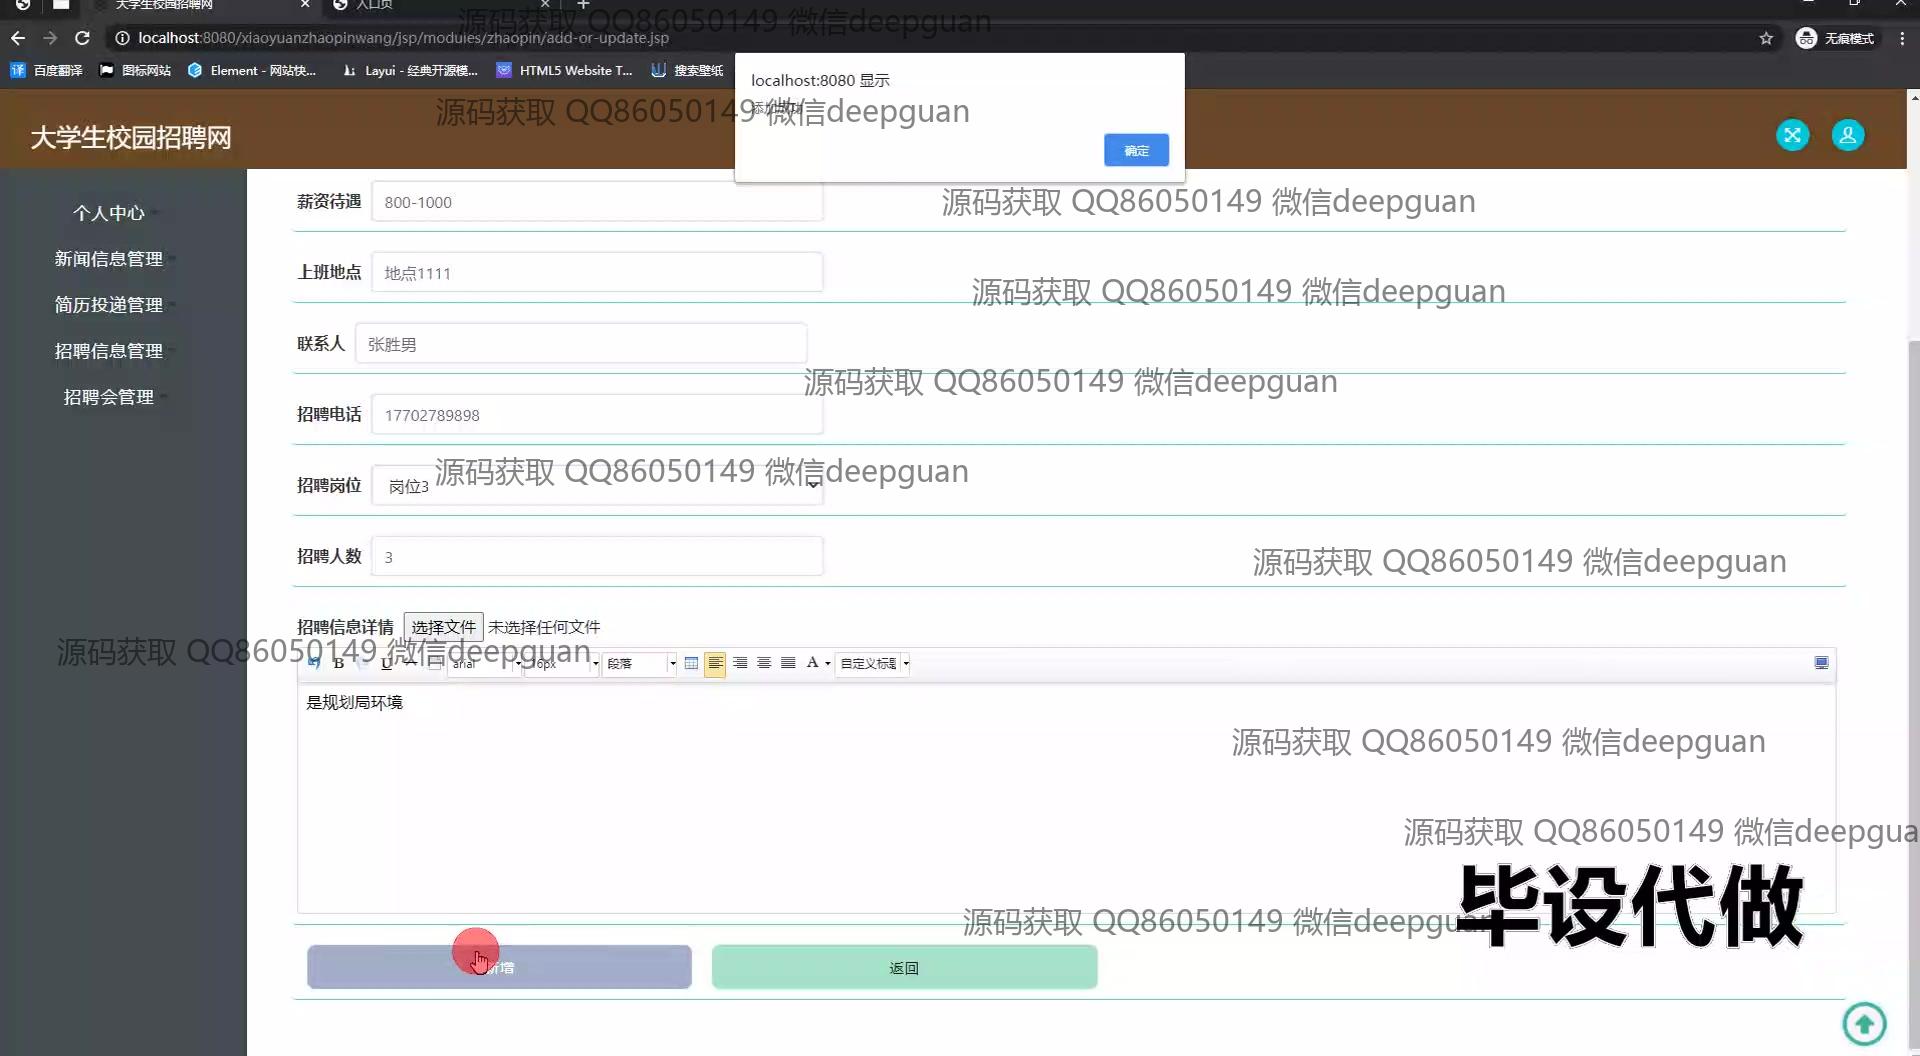 大学生校园招聘网
入口页
localhost:8080/xiaoyuanzhaopinwang/jsp/modules/zhaopin/add-or-update.jsp
无痕模式
源码获取 QQ86050149 微信deepguan
百度翻译
图标网站
Element - 网站快...
Layui - 经典开源模...
HTML5 Website T...
搜索壁纸
localhost:8080 显示
添加成功
确定
源码获取 QQ86050149 微信deepguan
大学生校园招聘网
个人中心
新闻信息管理
简历投递管理
招聘信息管理
招聘会管理
薪资待遇 800-1000
源码获取 QQ86050149 微信deepguan
上班地点 地点1111
源码获取 QQ86050149 微信deepguan
联系人 张胜男
源码获取 QQ86050149 微信deepguan
招聘电话 17702789898
招聘岗位 岗位3
源码获取 QQ86050149 微信deepguan
招聘人数 3
源码获取 QQ86050149 微信deepguan
招聘信息详情 选择文件 未选择任何文件
源码获取 QQ86050149 微信deepguan
B U arial 16px 段落 A 自定义标题
是规划局环境
源码获取 QQ86050149 微信deepguan
源码获取 QQ86050149 微信deepgua
毕设代做
源码获取 QQ86050149 微信deepguan
新增
返回